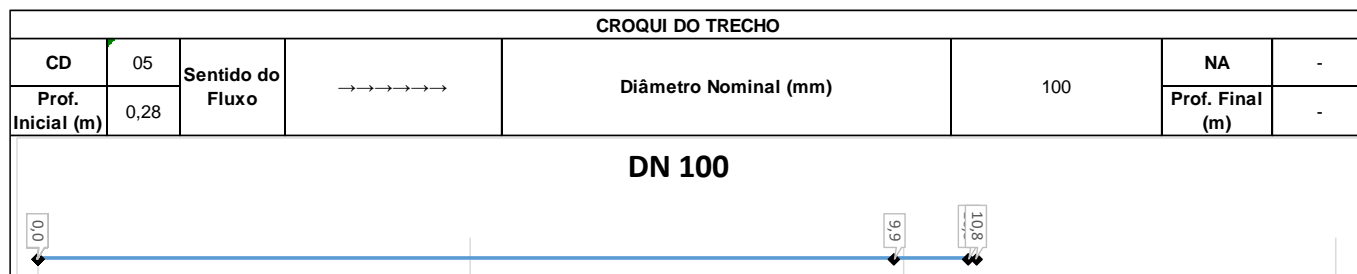 CROQUI DO TRECHO
CD
05
Sentido do
Fluxo
→→→→→→
Diâmetro Nominal (mm)
100
NA
-
Prof.
Inicial (m)
0,28
Prof. Final
(m)
-
DN 100
0,0
9,9
10,8